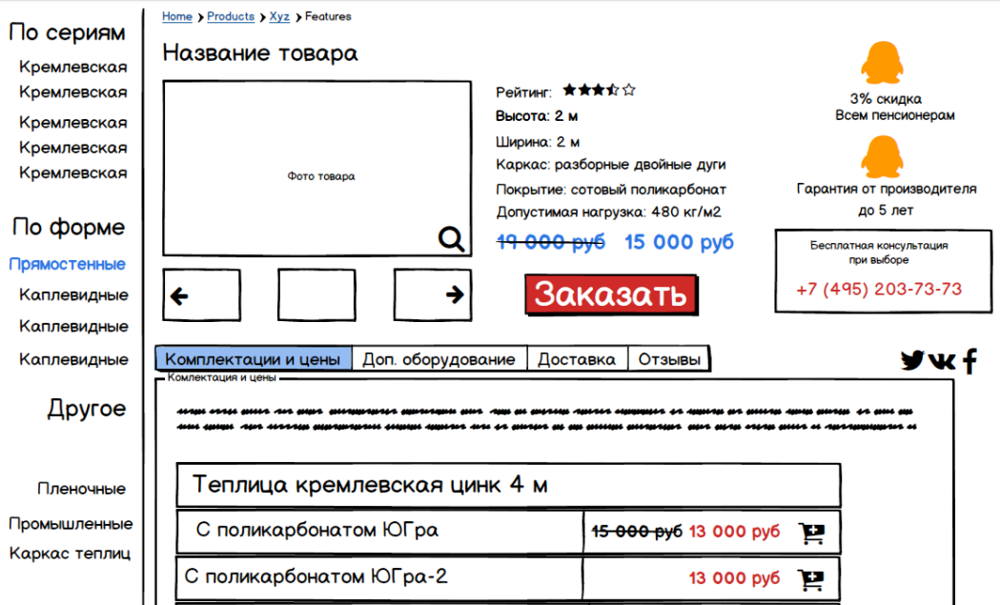 Home > Products > Xyz > Features
По сериям
Кремлевская
Кремлевская
Кремлевская
Кремлевская
Кремлевская
По форме
Прямостенные
Каплевидные
Каплевидные
Каплевидные
Другое
Пленочные
Промышленные
Каркас теплиц
Название товара
Фото товара
Рейтинг:
Высота: 2 м
Ширина: 2 м
Каркас: разборные двойные дуги
Покрытие: сотовый поликарбонат
Допустимая нагрузка: 480 кг/м2
19 000 руб 15 000 руб
Заказать
3% скидка
Всем пенсионерам
Гарантия от производителя
до 5 лет
Бесплатная консультация
при выборе
+7 (495) 203-73-73
Комплектации и цены Доп. оборудование Доставка Отзывы
Комлектация и цены
Теплица кремлевская цинк 4 м
С поликарбонатом ЮГра 15 000 руб 13 000 руб
С поликарбонатом ЮГра-2 13 000 руб